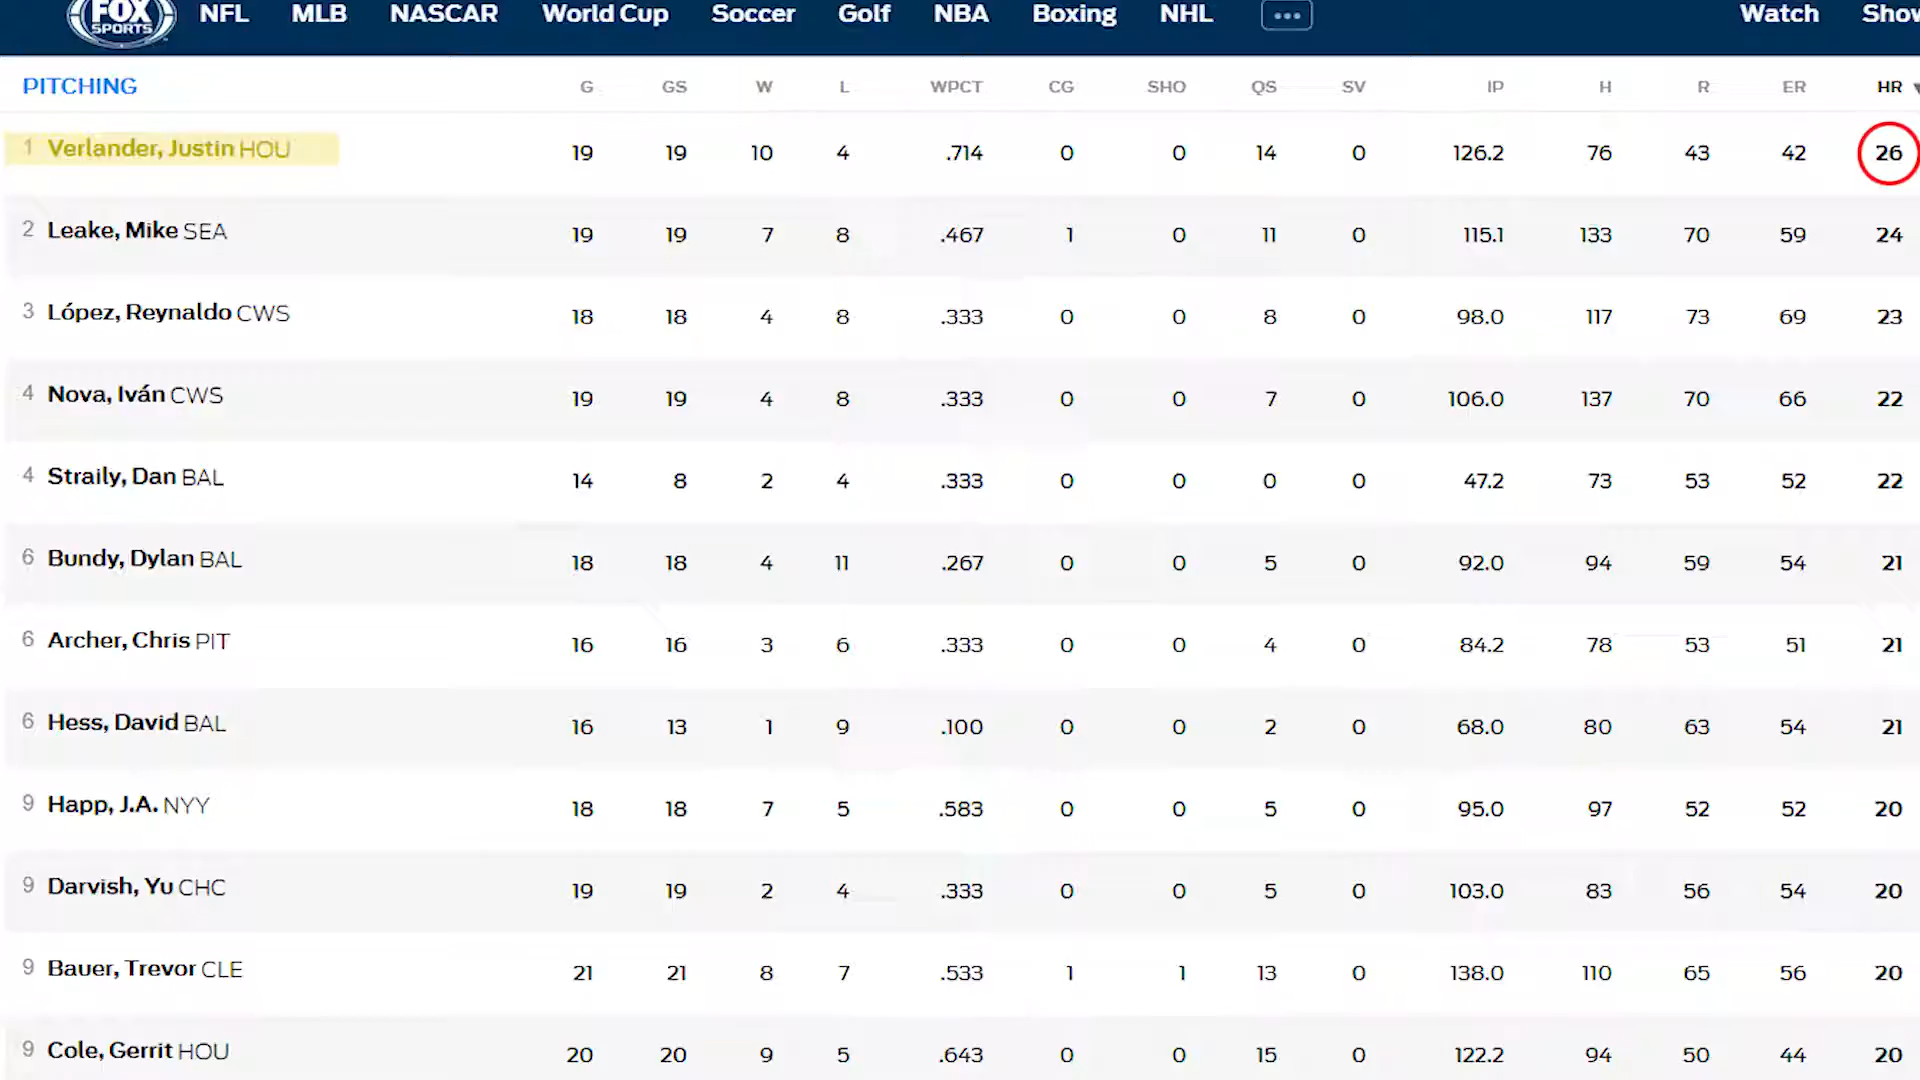 FOX SPORTS NFL MLB NASCAR World Cup Soccer Golf NBA Boxing NHL ••• Watch Show
PITCHING G GS W L WPCT CG SHO QS SV IP H R ER HR
1 Verlander, Justin HOU 19 19 10 4 .714 0 0 14 0 126.2 76 43 42 26
2 Leake, Mike SEA 19 19 7 8 .467 1 0 11 0 115.1 133 70 59 24
3 López, Reynaldo CWS 18 18 4 8 .333 0 0 8 0 98.0 117 73 69 23
4 Nova, Iván CWS 19 19 4 8 .333 0 0 7 0 106.0 137 70 66 22
4 Straily, Dan BAL 14 8 2 4 .333 0 0 0 0 47.2 73 53 52 22
6 Bundy, Dylan BAL 18 18 4 11 .267 0 0 5 0 92.0 94 59 54 21
6 Archer, Chris PIT 16 16 3 6 .333 0 0 4 0 84.2 78 53 51 21
6 Hess, David BAL 16 13 1 9 .100 0 0 2 0 68.0 80 63 54 21
9 Happ, J.A. NYY 18 18 7 5 .583 0 0 5 0 95.0 97 52 52 20
9 Darvish, Yu CHC 19 19 2 4 .333 0 0 5 0 103.0 83 56 54 20
9 Bauer, Trevor CLE 21 21 8 7 .533 1 1 13 0 138.0 110 65 56 20
9 Cole, Gerrit HOU 20 20 9 5 .643 0 0 15 0 122.2 94 50 44 20